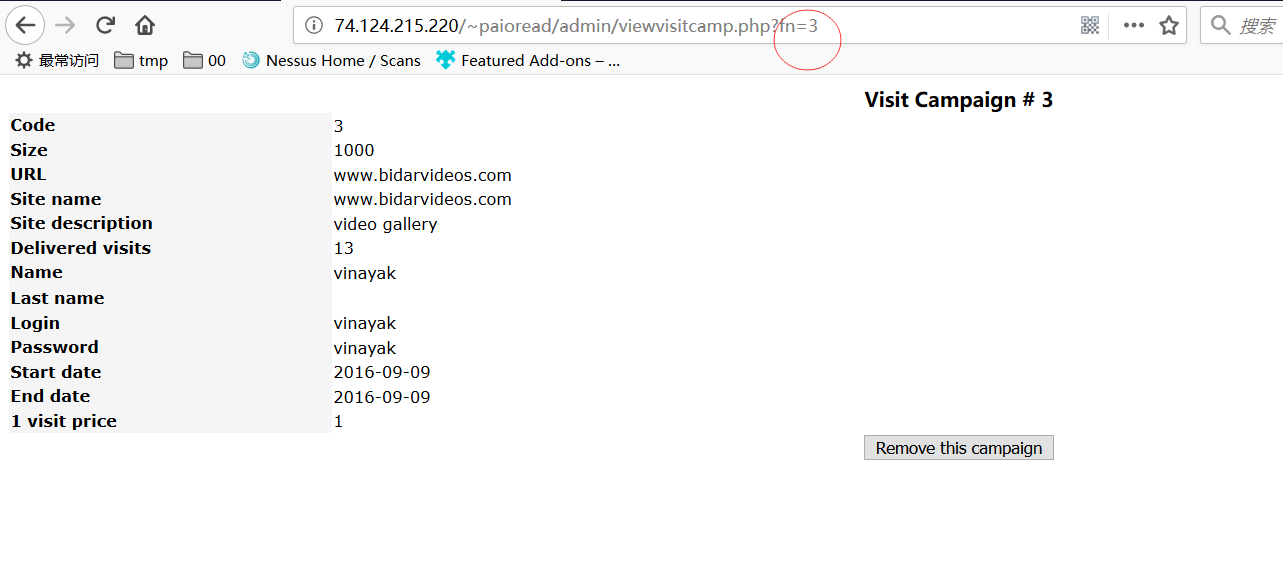 74.124.215.220/~paioread/admin/viewvisitcamp.php?fn=3
搜索
最常访问 tmp 00 Nessus Home / Scans Featured Add-ons – ...
Visit Campaign # 3
Code 3
Size 1000
URL www.bidarvideos.com
Site name www.bidarvideos.com
Site description video gallery
Delivered visits 13
Name vinayak
Last name
Login vinayak
Password vinayak
Start date 2016-09-09
End date 2016-09-09
1 visit price 1
Remove this campaign